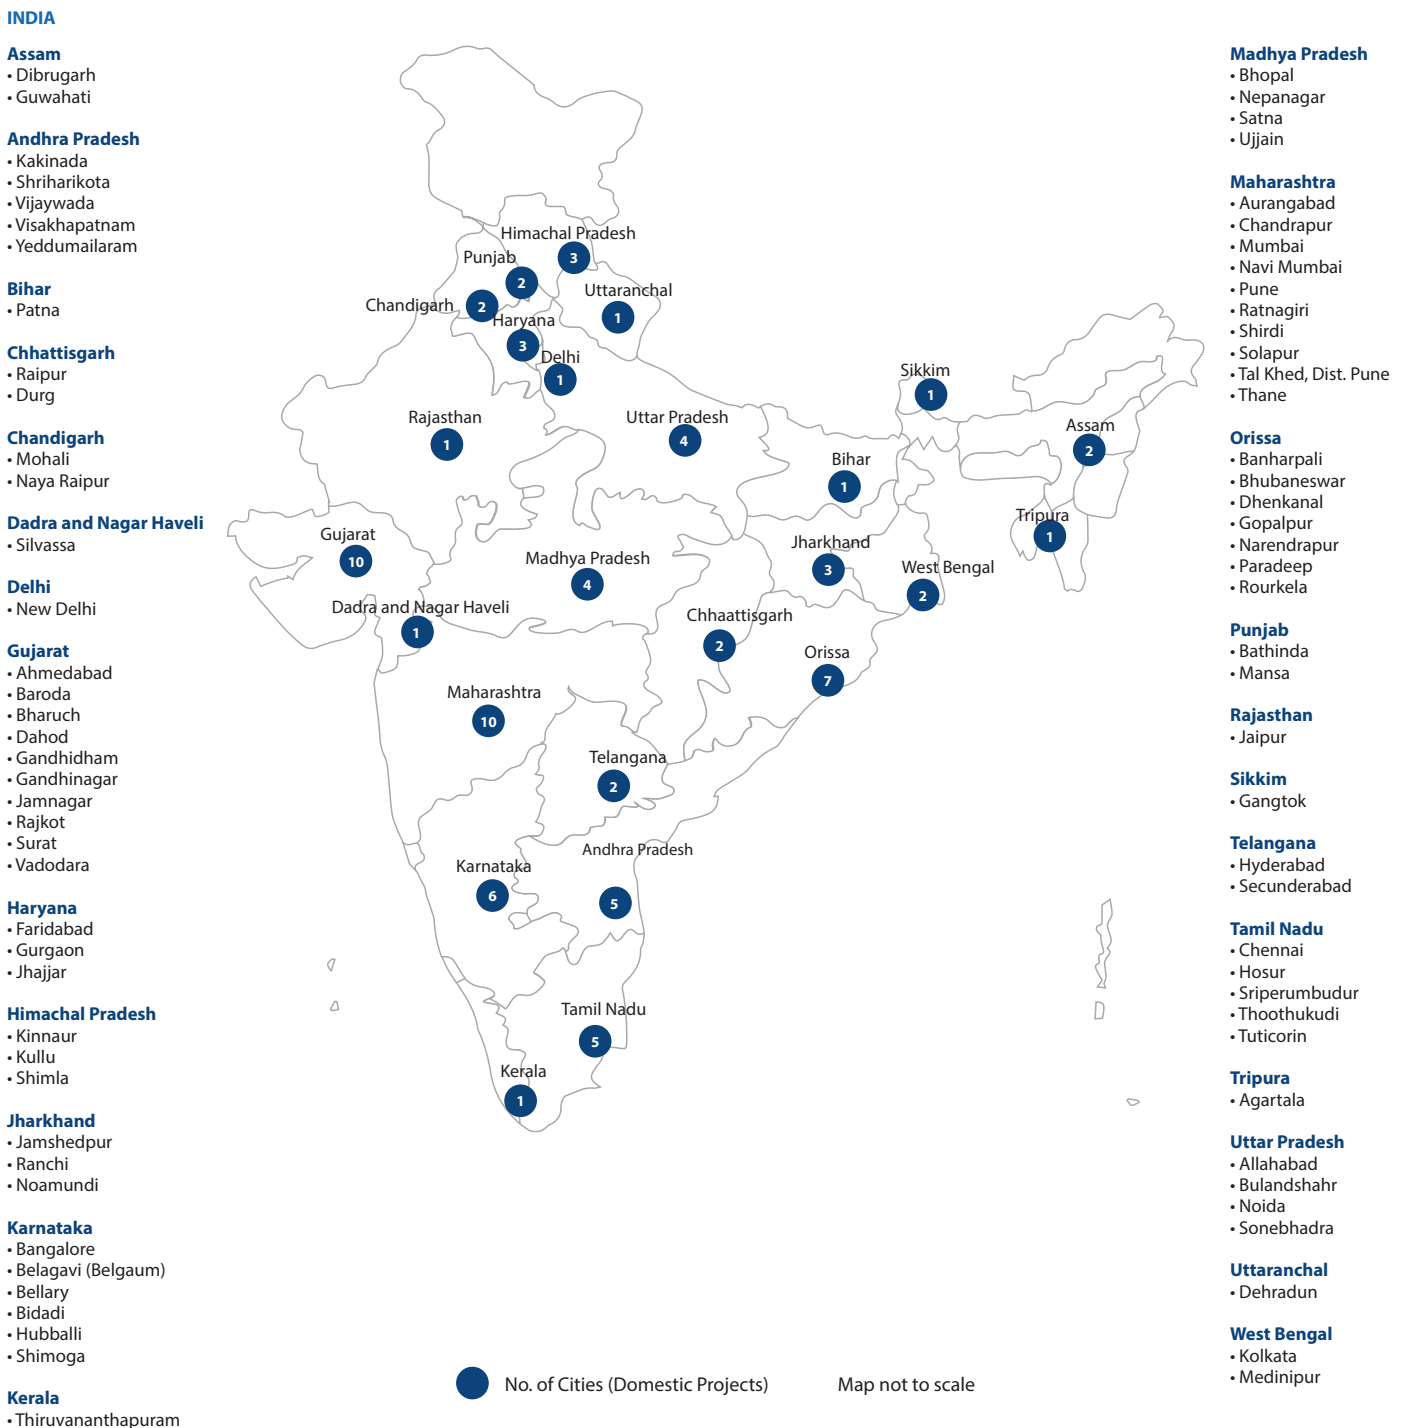 INDIA
Assam
• Dibrugarh
• Guwahati
Andhra Pradesh
• Kakinada
• Shriharikota
• Vijaywada
• Visakhapatnam
• Yeddumailaram
Bihar
• Patna
Chhattisgarh
• Raipur
• Durg
Chandigarh
• Mohali
• Naya Raipur
Dadra and Nagar Haveli
• Silvassa
Delhi
• New Delhi
Gujarat
• Ahmedabad
• Baroda
• Bharuch
• Dahod
• Gandhidham
• Gandhinagar
• Jamnagar
• Rajkot
• Surat
• Vadodara
Haryana
• Faridabad
• Gurgaon
• Jhajjar
Himachal Pradesh
• Kinnaur
• Kullu
• Shimla
Jharkhand
• Jamshedpur
• Ranchi
• Noamundi
Karnataka
• Bangalore
• Belagavi (Belgaum)
• Bellary
• Bidadi
• Hubballi
• Shimoga
Kerala
• Thiruvananthapuram
Himachal Pradesh
3
Punjab
2
Chandigarh
2
Uttaranchal
1
Haryana
3
Delhi
1
Sikkim
1
Rajasthan
1
Uttar Pradesh
4
Assam
2
Bihar
1
Tripura
1
Gujarat
10
Jharkhand
3
Madhya Pradesh
4
West Bengal
2
Dadra and Nagar Haveli
1
Chhaattisgarh
2
Orissa
7
Maharashtra
10
Telangana
2
Andhra Pradesh
5
Karnataka
6
Tamil Nadu
5
Kerala
1
No. of Cities (Domestic Projects)
Map not to scale
Madhya Pradesh
• Bhopal
• Nepanagar
• Satna
• Ujjain
Maharashtra
• Aurangabad
• Chandrapur
• Mumbai
• Navi Mumbai
• Pune
• Ratnagiri
• Shirdi
• Solapur
• Tal Khed, Dist. Pune
• Thane
Orissa
• Banharpali
• Bhubaneswar
• Dhenkanal
• Gopalpur
• Narendrapur
• Paradeep
• Rourkela
Punjab
• Bathinda
• Mansa
Rajasthan
• Jaipur
Sikkim
• Gangtok
Telangana
• Hyderabad
• Secunderabad
Tamil Nadu
• Chennai
• Hosur
• Sriperumbudur
• Thoothukudi
• Tuticorin
Tripura
• Agartala
Uttar Pradesh
• Allahabad
• Bulandshahr
• Noida
• Sonebhadra
Uttaranchal
• Dehradun
West Bengal
• Kolkata
• Medinipur